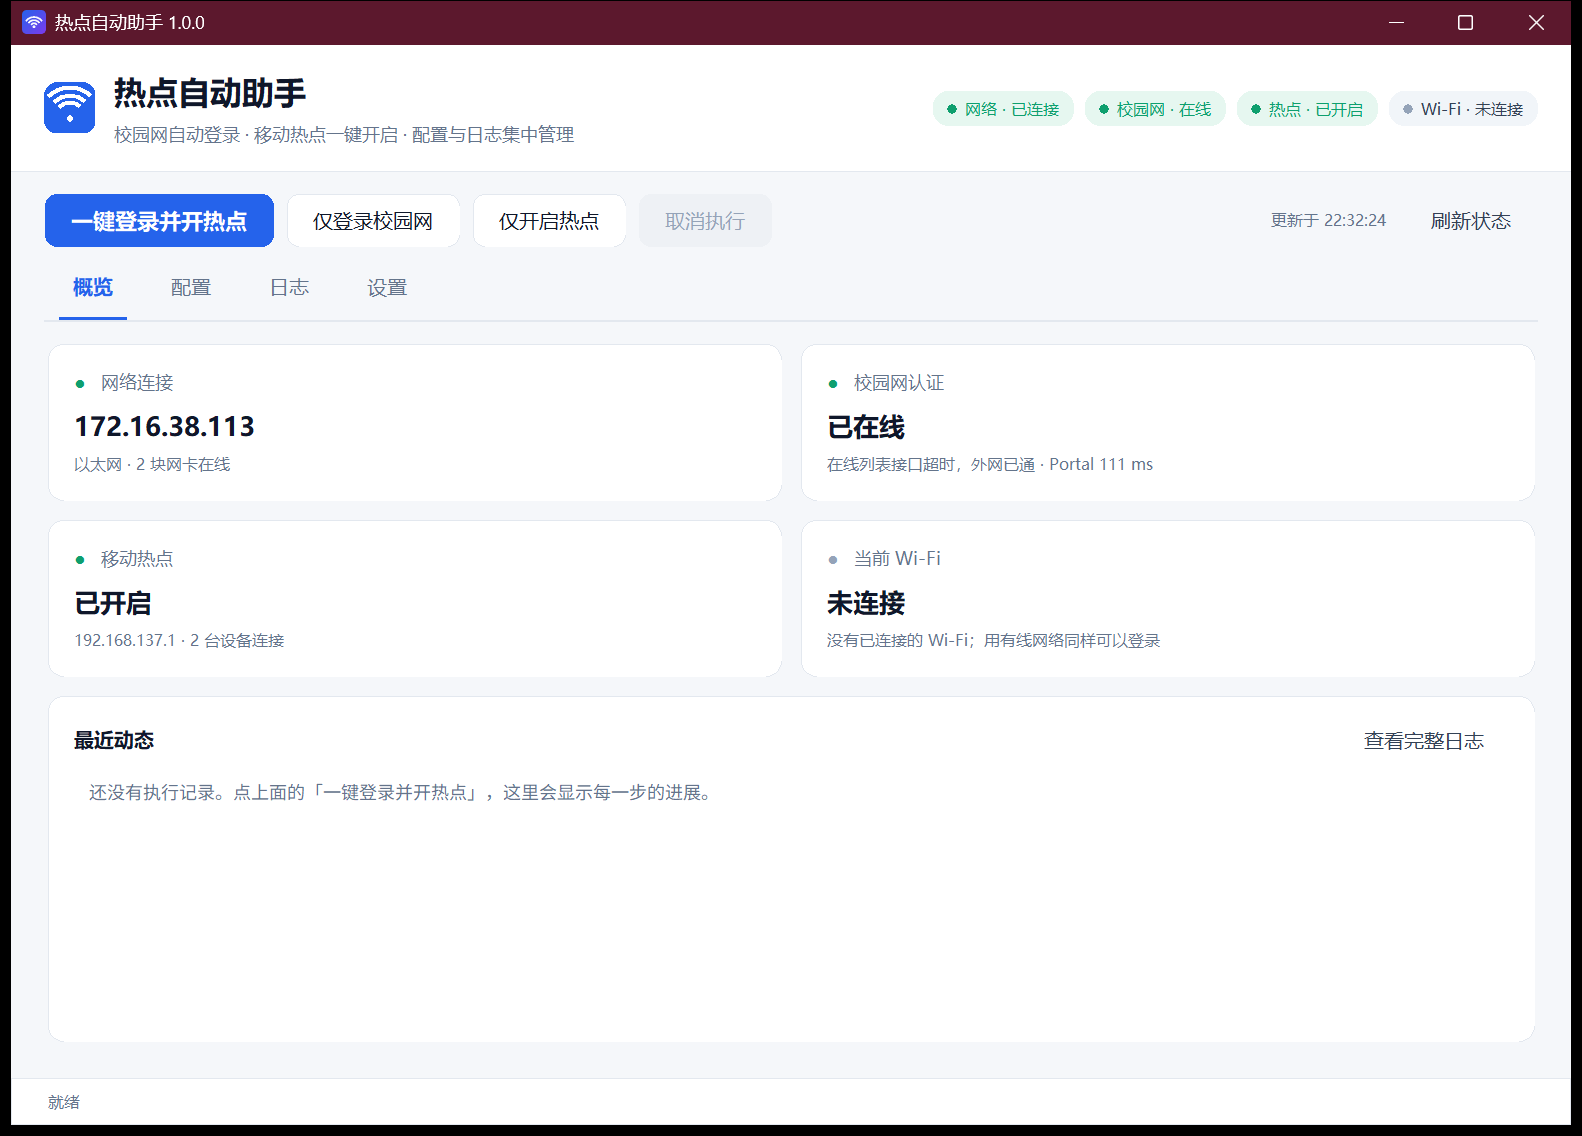 热点自动助手 1.0.0
热点自动助手
校园网自动登录 · 移动热点一键开启 · 配置与日志集中管理
网络 · 已连接
校园网 · 在线
热点 · 已开启
Wi-Fi · 未连接
一键登录并开热点
仅登录校园网
仅开启热点
取消执行
更新于 22:32:24
刷新状态
概览
配置
日志
设置
网络连接
172.16.38.113
以太网 · 2 块网卡在线
校园网认证
已在线
在线列表接口超时，外网已通 · Portal 111 ms
移动热点
已开启
192.168.137.1 · 2 台设备连接
当前 Wi-Fi
未连接
没有已连接的 Wi-Fi；用有线网络同样可以登录
最近动态
查看完整日志
还没有执行记录。点上面的「一键登录并开热点」，这里会显示每一步的进展。
就绪